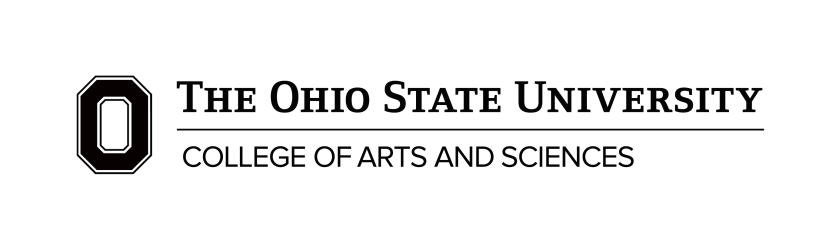 THE OHIO STATE UNIVERSITY
COLLEGE OF ARTS AND SCIENCES